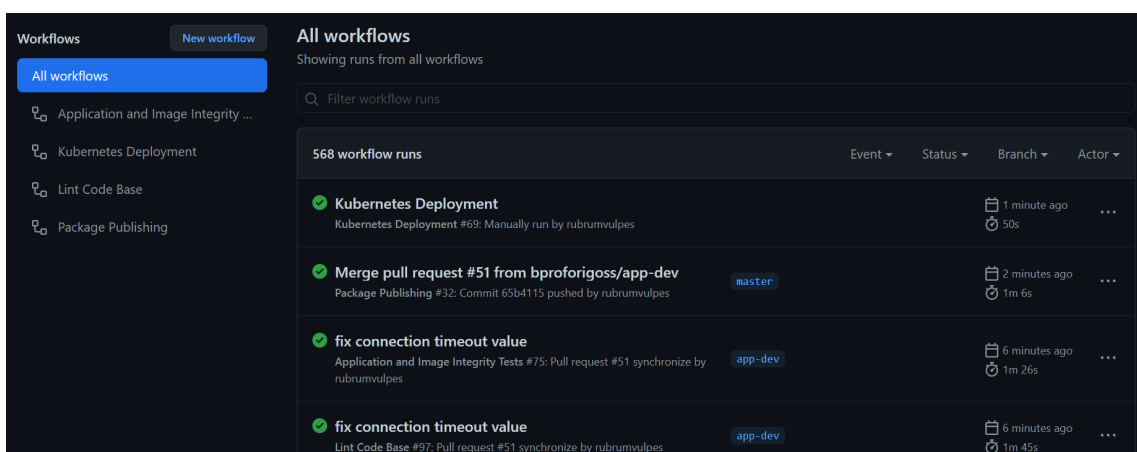 Workflows
New workflow
All workflows
Application and Image Integrity ...
Kubernetes Deployment
Lint Code Base
Package Publishing
All workflows
Showing runs from all workflows
Filter workflow runs
568 workflow runs
Event
Status
Branch
Actor
Kubernetes Deployment
Kubernetes Deployment #69: Manually run by rubrumvulpes
1 minute ago
50s
Merge pull request #51 from bproforigoss/app-dev
Package Publishing #32: Commit 65b4115 pushed by rubrumvulpes
master
2 minutes ago
1m 6s
fix connection timeout value
Application and Image Integrity Tests #75: Pull request #51 synchronize by
rubrumvulpes
app-dev
6 minutes ago
1m 26s
fix connection timeout value
Lint Code Base #97: Pull request #51 synchronize by rubrumvulpes
app-dev
6 minutes ago
1m 45s